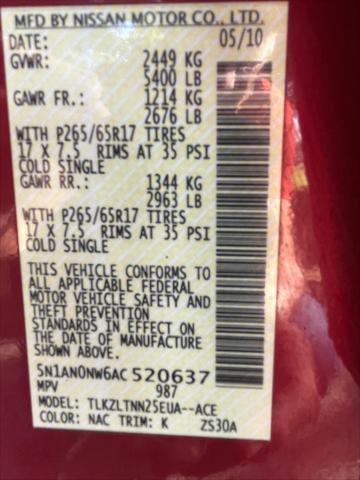 MFD BY NISSAN MOTOR CO., LTD.
DATE: 05/10
GVWR: 2449 KG
5400 LB
GAWR FR.: 1214 KG
2676 LB
WITH P265/65R17 TIRES
17 X 7.5 RIMS AT 35 PSI
COLD SINGLE
GAWR RR.: 1344 KG
2963 LB
WITH P265/65R17 TIRES
17 X 7.5 RIMS AT 35 PSI
COLD SINGLE
THIS VEHICLE CONFORMS TO
ALL APPLICABLE FEDERAL
MOTOR VEHICLE SAFETY AND
THEFT PREVENTION
STANDARDS IN EFFECT ON
THE DATE OF MANUFACTURE
SHOWN ABOVE.
5N1AN0NW6AC520637
MPV 987
MODEL: TLKZLTNN25EUA--ACE
COLOR: NAC TRIM: K ZS30A